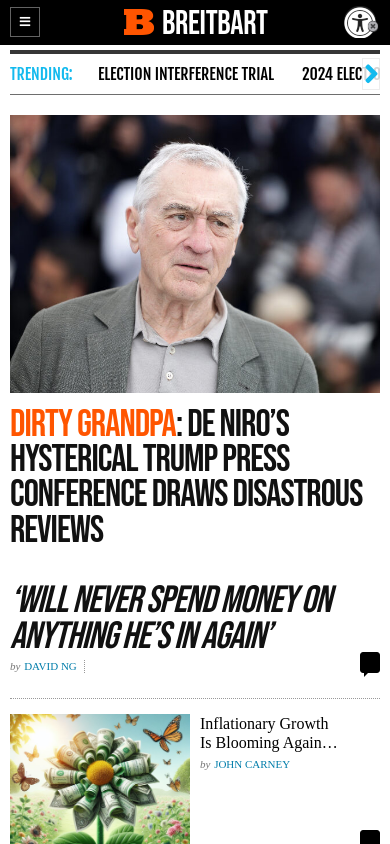 BREITBART
TRENDING: ELECTION INTERFERENCE TRIAL 2024 ELEC
DIRTY GRANDPA: DE NIRO’S
HYSTERICAL TRUMP PRESS
CONFERENCE DRAWS DISASTROUS
REVIEWS
‘WILL NEVER SPEND MONEY ON
ANYTHING HE’S IN AGAIN’
by DAVID NG
Inflationary Growth
Is Blooming Again…
by JOHN CARNEY